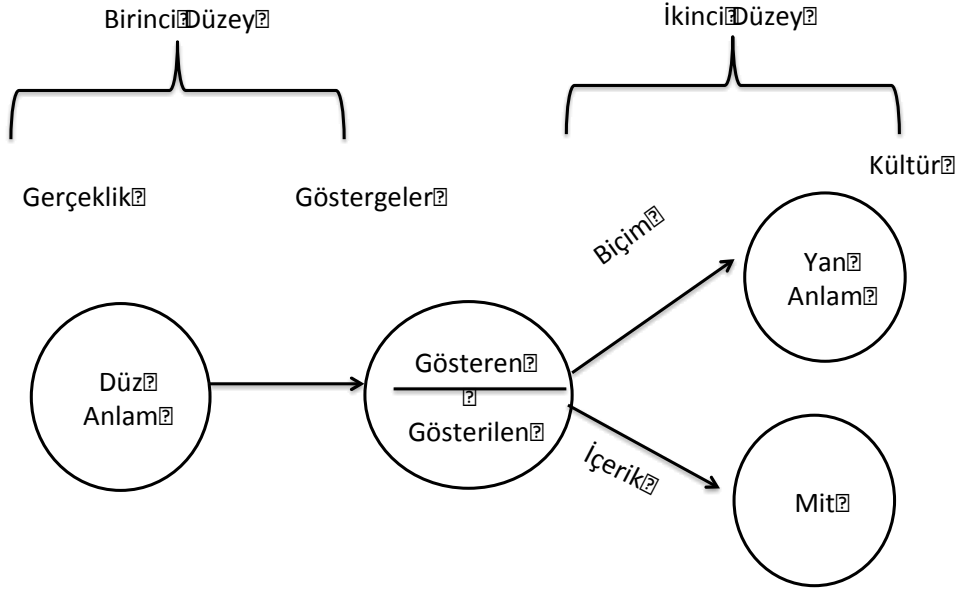 Birinci Düzey
İkinci Düzey
Kültür
Gerçeklik
Göstergeler
Biçim
Yan
Anlam
Düz
Anlam
Gösteren
Gösterilen
İçerik
Mit